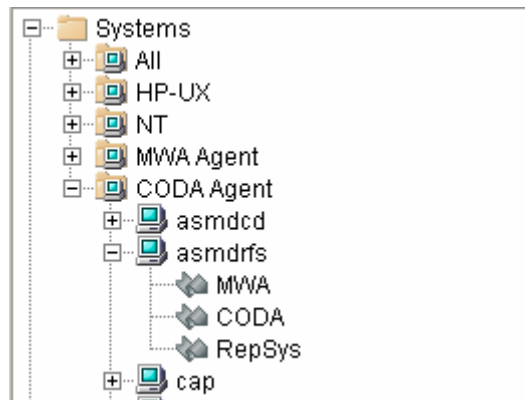 Systems
All
HP-UX
NT
MWA Agent
CODA Agent
asmdcd
asmdrfs
MWA
CODA
RepSys
cap